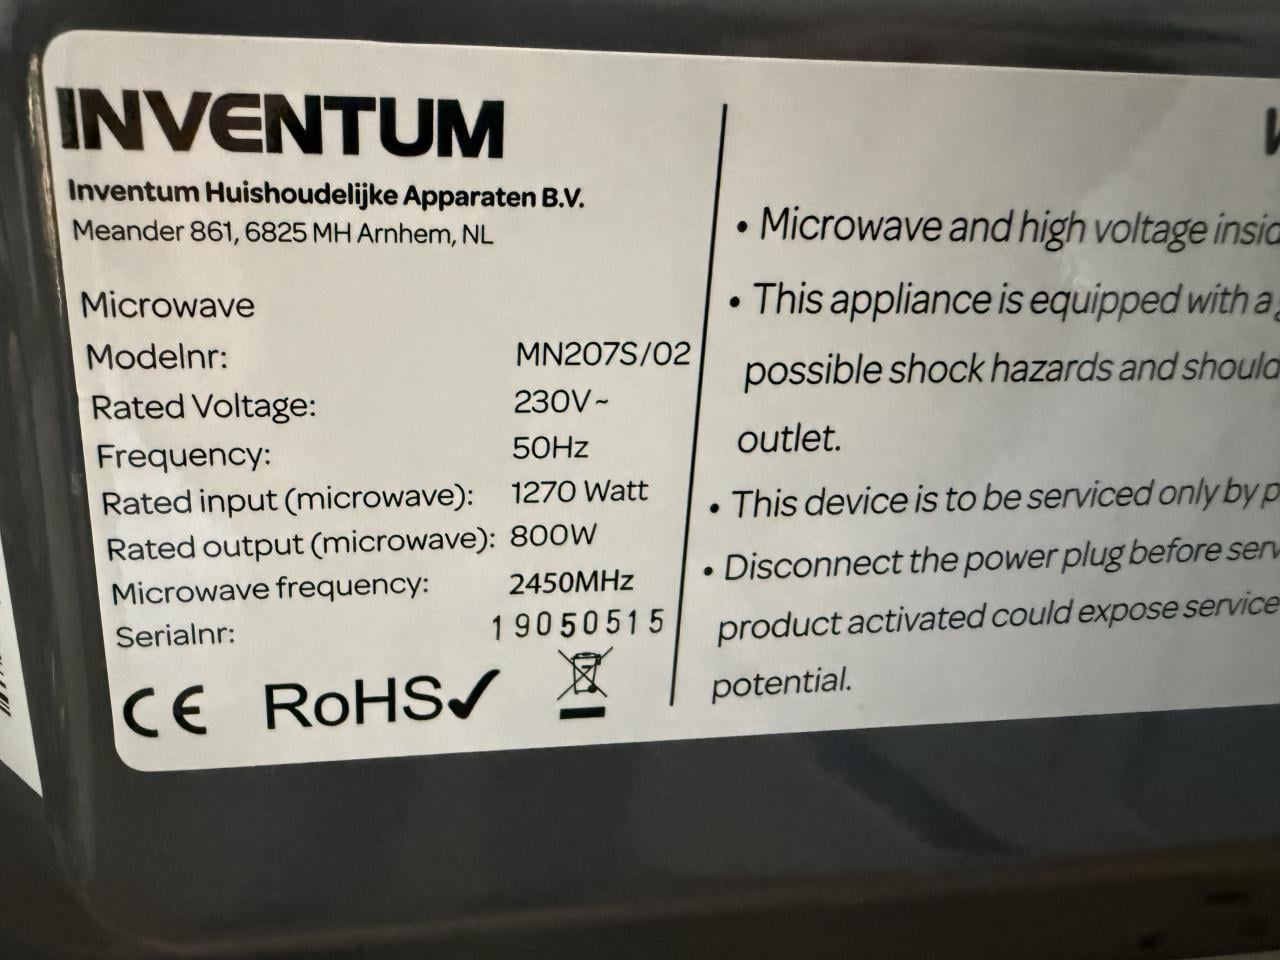 INVENTUM
Inventum Huishoudelijke Apparaten B.V.
Meander 861, 6825 MH Arnhem, NL
Microwave
Modelnr: MN207S/02
Rated Voltage: 230V~
Frequency: 50Hz
Rated input (microwave): 1270 Watt
Rated output (microwave): 800W
Microwave frequency: 2450MHz
Serialnr: 19050515
CE RoHS✓
• Microwave and high voltage
• This appliance is equipped with a
possible shock hazards and should
outlet.
• This device is to be serviced only by
• Disconnect the power plug before
product activated could expose service
potential.